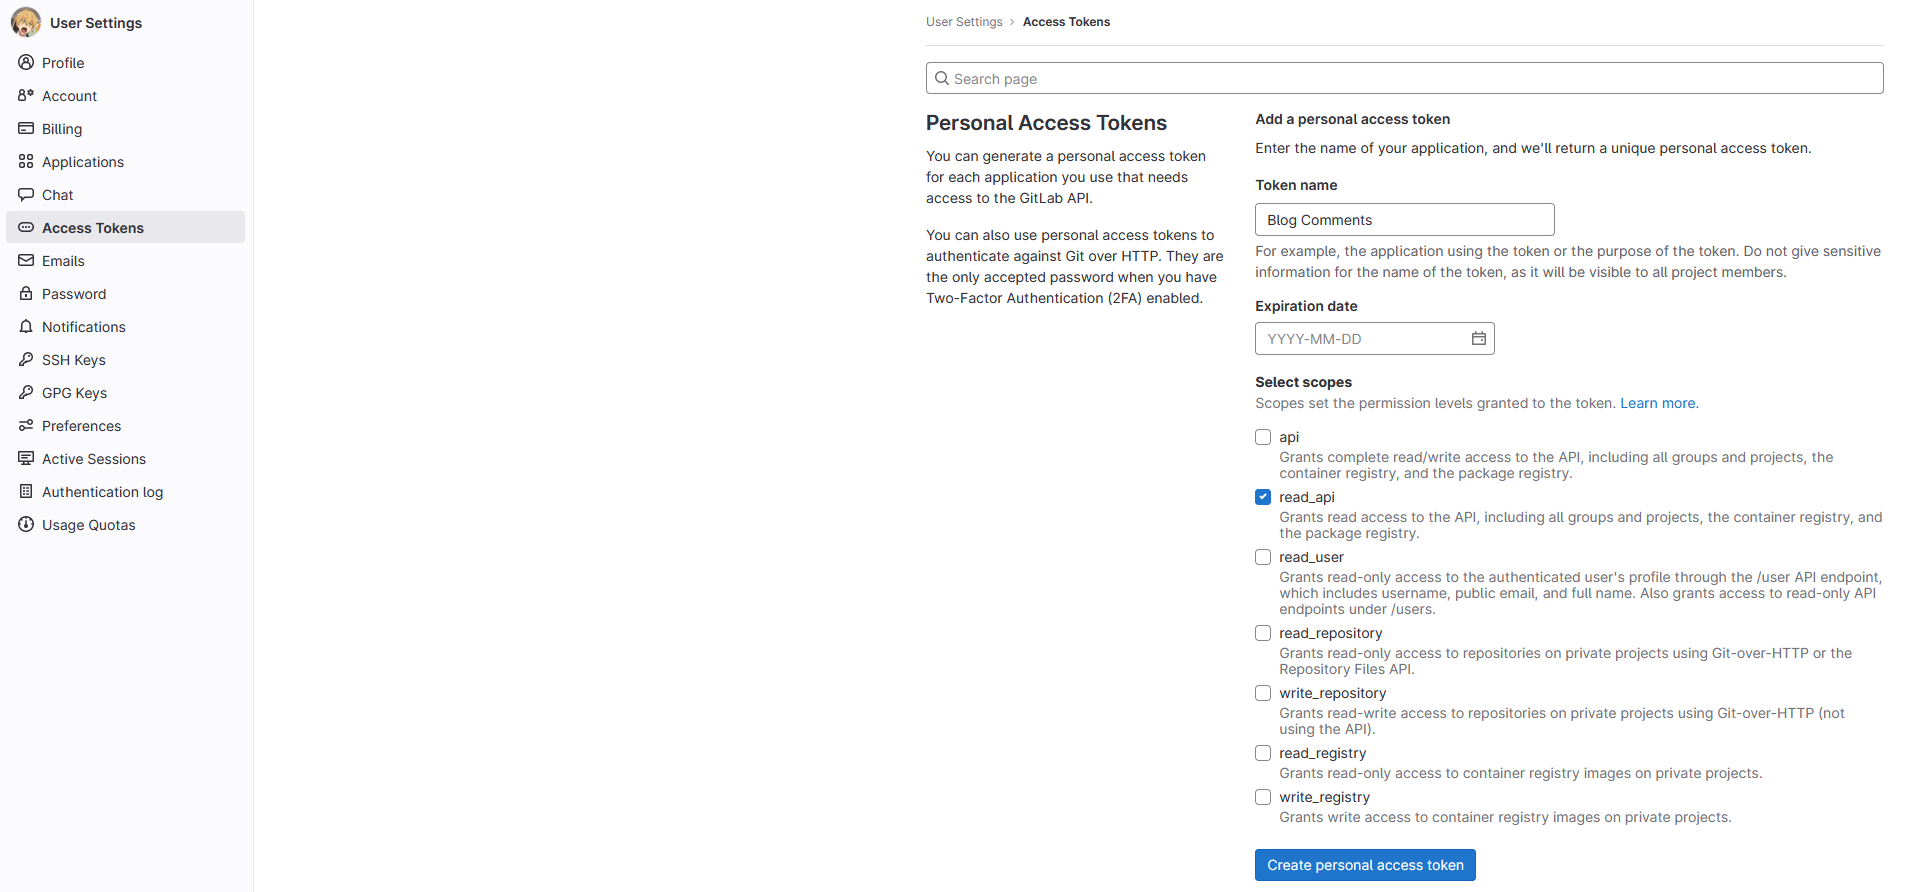 User Settings
Profile
Account
Billing
Applications
Chat
Access Tokens
Emails
Password
Notifications
SSH Keys
GPG Keys
Preferences
Active Sessions
Authentication log
Usage Quotas
User Settings › Access Tokens
Search page
Personal Access Tokens
You can generate a personal access token
for each application you use that needs
access to the GitLab API.
You can also use personal access tokens to
authenticate against Git over HTTP. They are
the only accepted password when you have
Two-Factor Authentication (2FA) enabled.
Add a personal access token
Enter the name of your application, and we'll return a unique personal access token.
Token name
Blog Comments
For example, the application using the token or the purpose of the token. Do not give sensitive
information for the name of the token, as it will be visible to all project members.
Expiration date
YYYY-MM-DD
Select scopes
Scopes set the permission levels granted to the token. Learn more.
api
Grants complete read/write access to the API, including all groups and projects, the
container registry, and the package registry.
read_api
Grants read access to the API, including all groups and projects, the container registry, and
the package registry.
read_user
Grants read-only access to the authenticated user's profile through the /user API endpoint,
which includes username, public email, and full name. Also grants access to read-only API
endpoints under /users.
read_repository
Grants read-only access to repositories on private projects using Git-over-HTTP or the
Repository Files API.
write_repository
Grants read-write access to repositories on private projects using Git-over-HTTP (not
using the API).
read_registry
Grants read-only access to container registry images on private projects.
write_registry
Grants write access to container registry images on private projects.
Create personal access token